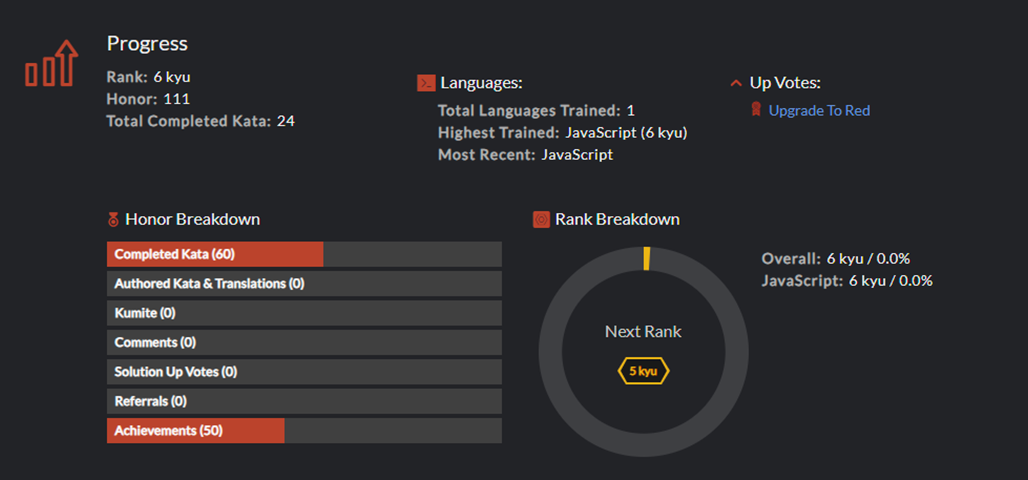 Progress
Rank: 6 kyu
Honor: 111
Total Completed Kata: 24
Languages:
Total Languages Trained: 1
Highest Trained: JavaScript (6 kyu)
Most Recent: JavaScript
Up Votes:
Upgrade To Red
Honor Breakdown
Completed Kata (60)
Authored Kata & Translations (0)
Kumite (0)
Comments (0)
Solution Up Votes (0)
Referrals (0)
Achievements (50)
Rank Breakdown
Next Rank
5 kyu
Overall: 6 kyu / 0.0%
JavaScript: 6 kyu / 0.0%